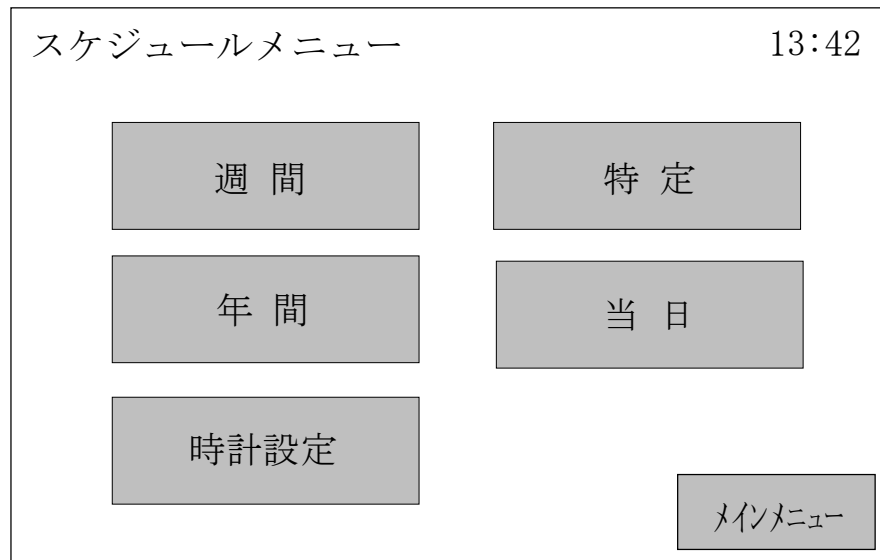 スケジュールメニュー 13:42
週 間 特 定
年 間 当 日
時計設定
メインメニュー